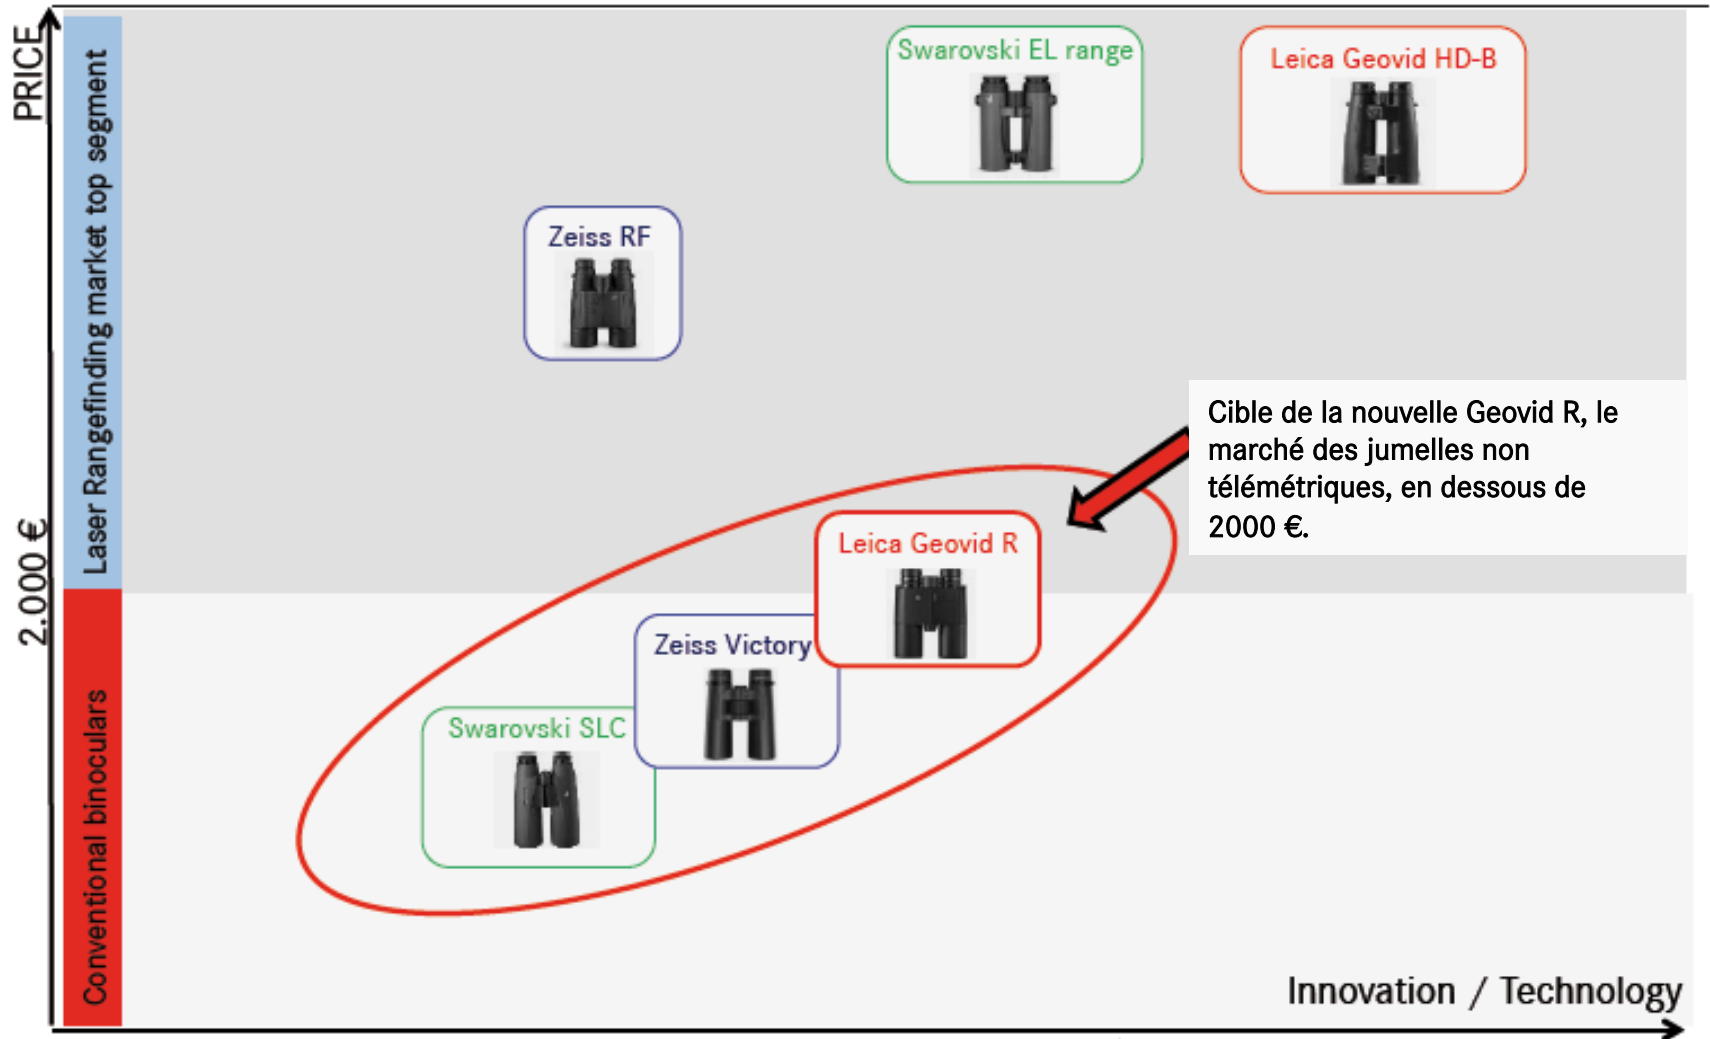 PRICE
Laser Rangefinding market top segment
Swarovski EL range
Leica Geovid HD-B
Zeiss RF
Cible de la nouvelle Geovid R, le
marché des jumelles non
télémétriques, en dessous de
2000 €.
2.000 €
Leica Geovid R
Zeiss Victory
Swarovski SLC
Conventional binoculars
Innovation / Technology